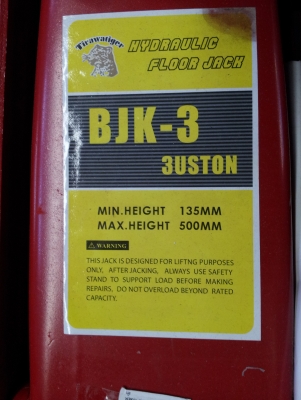 Tirawatiger
HYDRAULIC
FLOOR JACK
BJK-3
3USTON
MIN.HEIGHT 135MM
MAX.HEIGHT 500MM
WARNING
THIS JACK IS DESIGNED FOR LIFTNG PURPOSES
ONLY, AFTER JACKING, ALWAYS USE SAFETY
STAND TO SUPPORT LOAD BEFORE MAKING
REPAIRS. DO NOT OVERLOAD BEYOND RATED
CAPACITY.